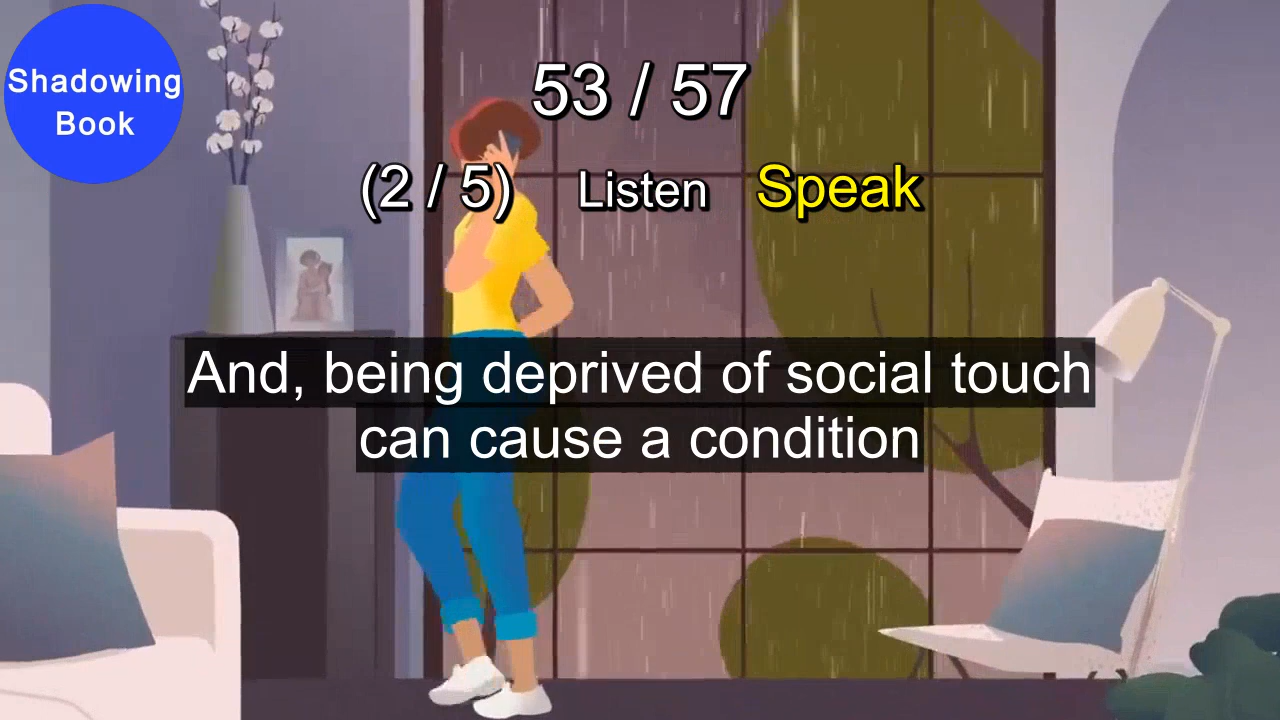 Shadowing
Book
53 / 57
(2 / 5) Listen Speak
And, being deprived of social touch
can cause a condition